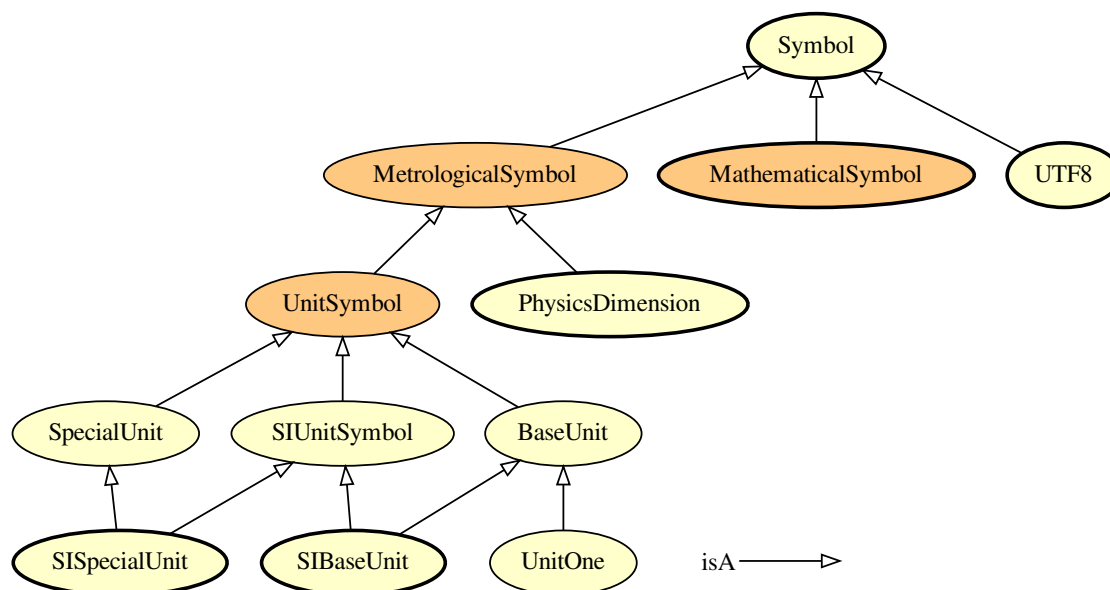 Symbol
MetrologicalSymbol
MathematicalSymbol
UTF8
UnitSymbol
PhysicsDimension
SpecialUnit
SIUnitSymbol
BaseUnit
SISpecialUnit
SIBaseUnit
UnitOne
isA